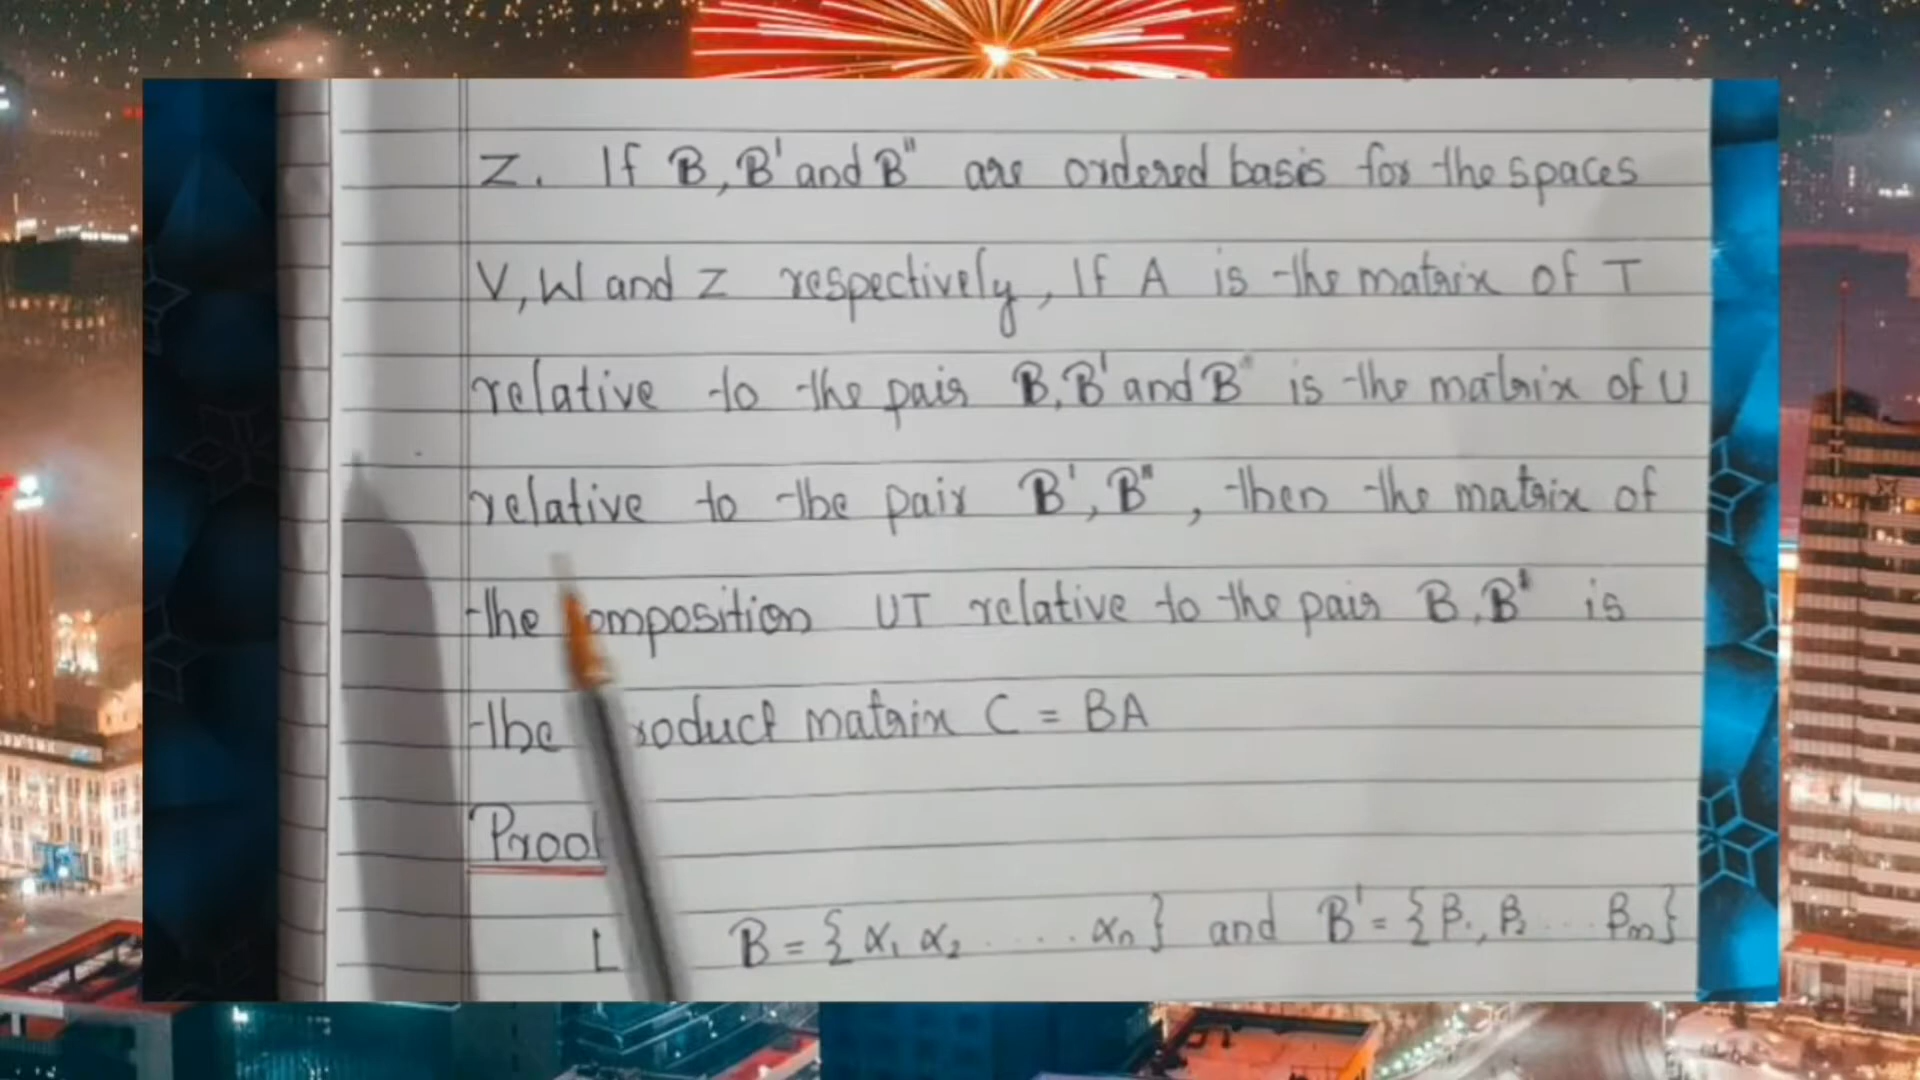 Z. If B, B' and B" are ordered basis for the spaces
V, W and Z respectively, If A is the matrix of T
relative to the pair B, B' and B" is the matrix of U
relative to the pair B', B", then the matrix of
the omposition UT relative to the pair B, B" is
the roduct matrix C = BA
Proo
B = { α₁ α₂ ..... αₙ } and B' = { β₁, β₂ ... βₘ }